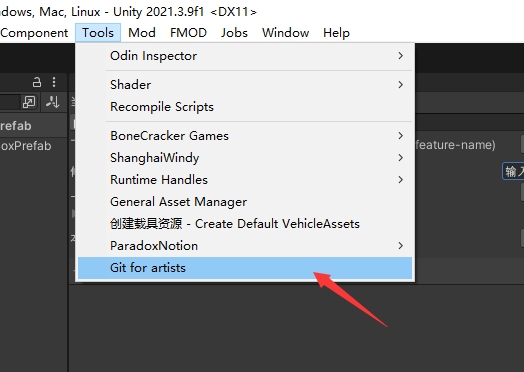 dows, Mac, Linux - Unity 2021.3.9f1 <DX11>
Component Tools Mod FMOD Jobs Window Help
Odin Inspector
Shader
Recompile Scripts
refab
BoneCracker Games
oxPrefab
feature-name)
ShanghaiWindy
输入
Runtime Handles
General Asset Manager
创建载具资源 - Create Default VehicleAssets
ParadoxNotion
Git for artists